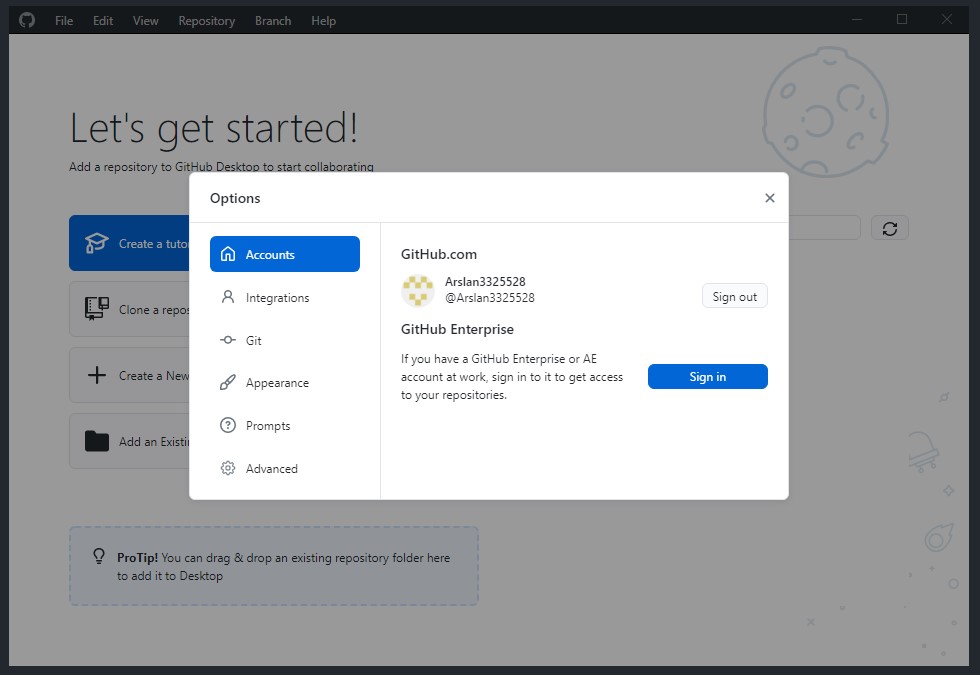 File Edit View Repository Branch Help
Let's get started!
Add a repository to GitHub Desktop to start collaborating
Options
Create a tuto
Clone a repos
Create a New
Add an Existi
Accounts
Integrations
Git
Appearance
Prompts
Advanced
GitHub.com
Arslan3325528
@Arslan3325528
Sign out
GitHub Enterprise
If you have a GitHub Enterprise or AE
account at work, sign in to it to get access
to your repositories.
Sign in
ProTip! You can drag & drop an existing repository folder here
to add it to Desktop